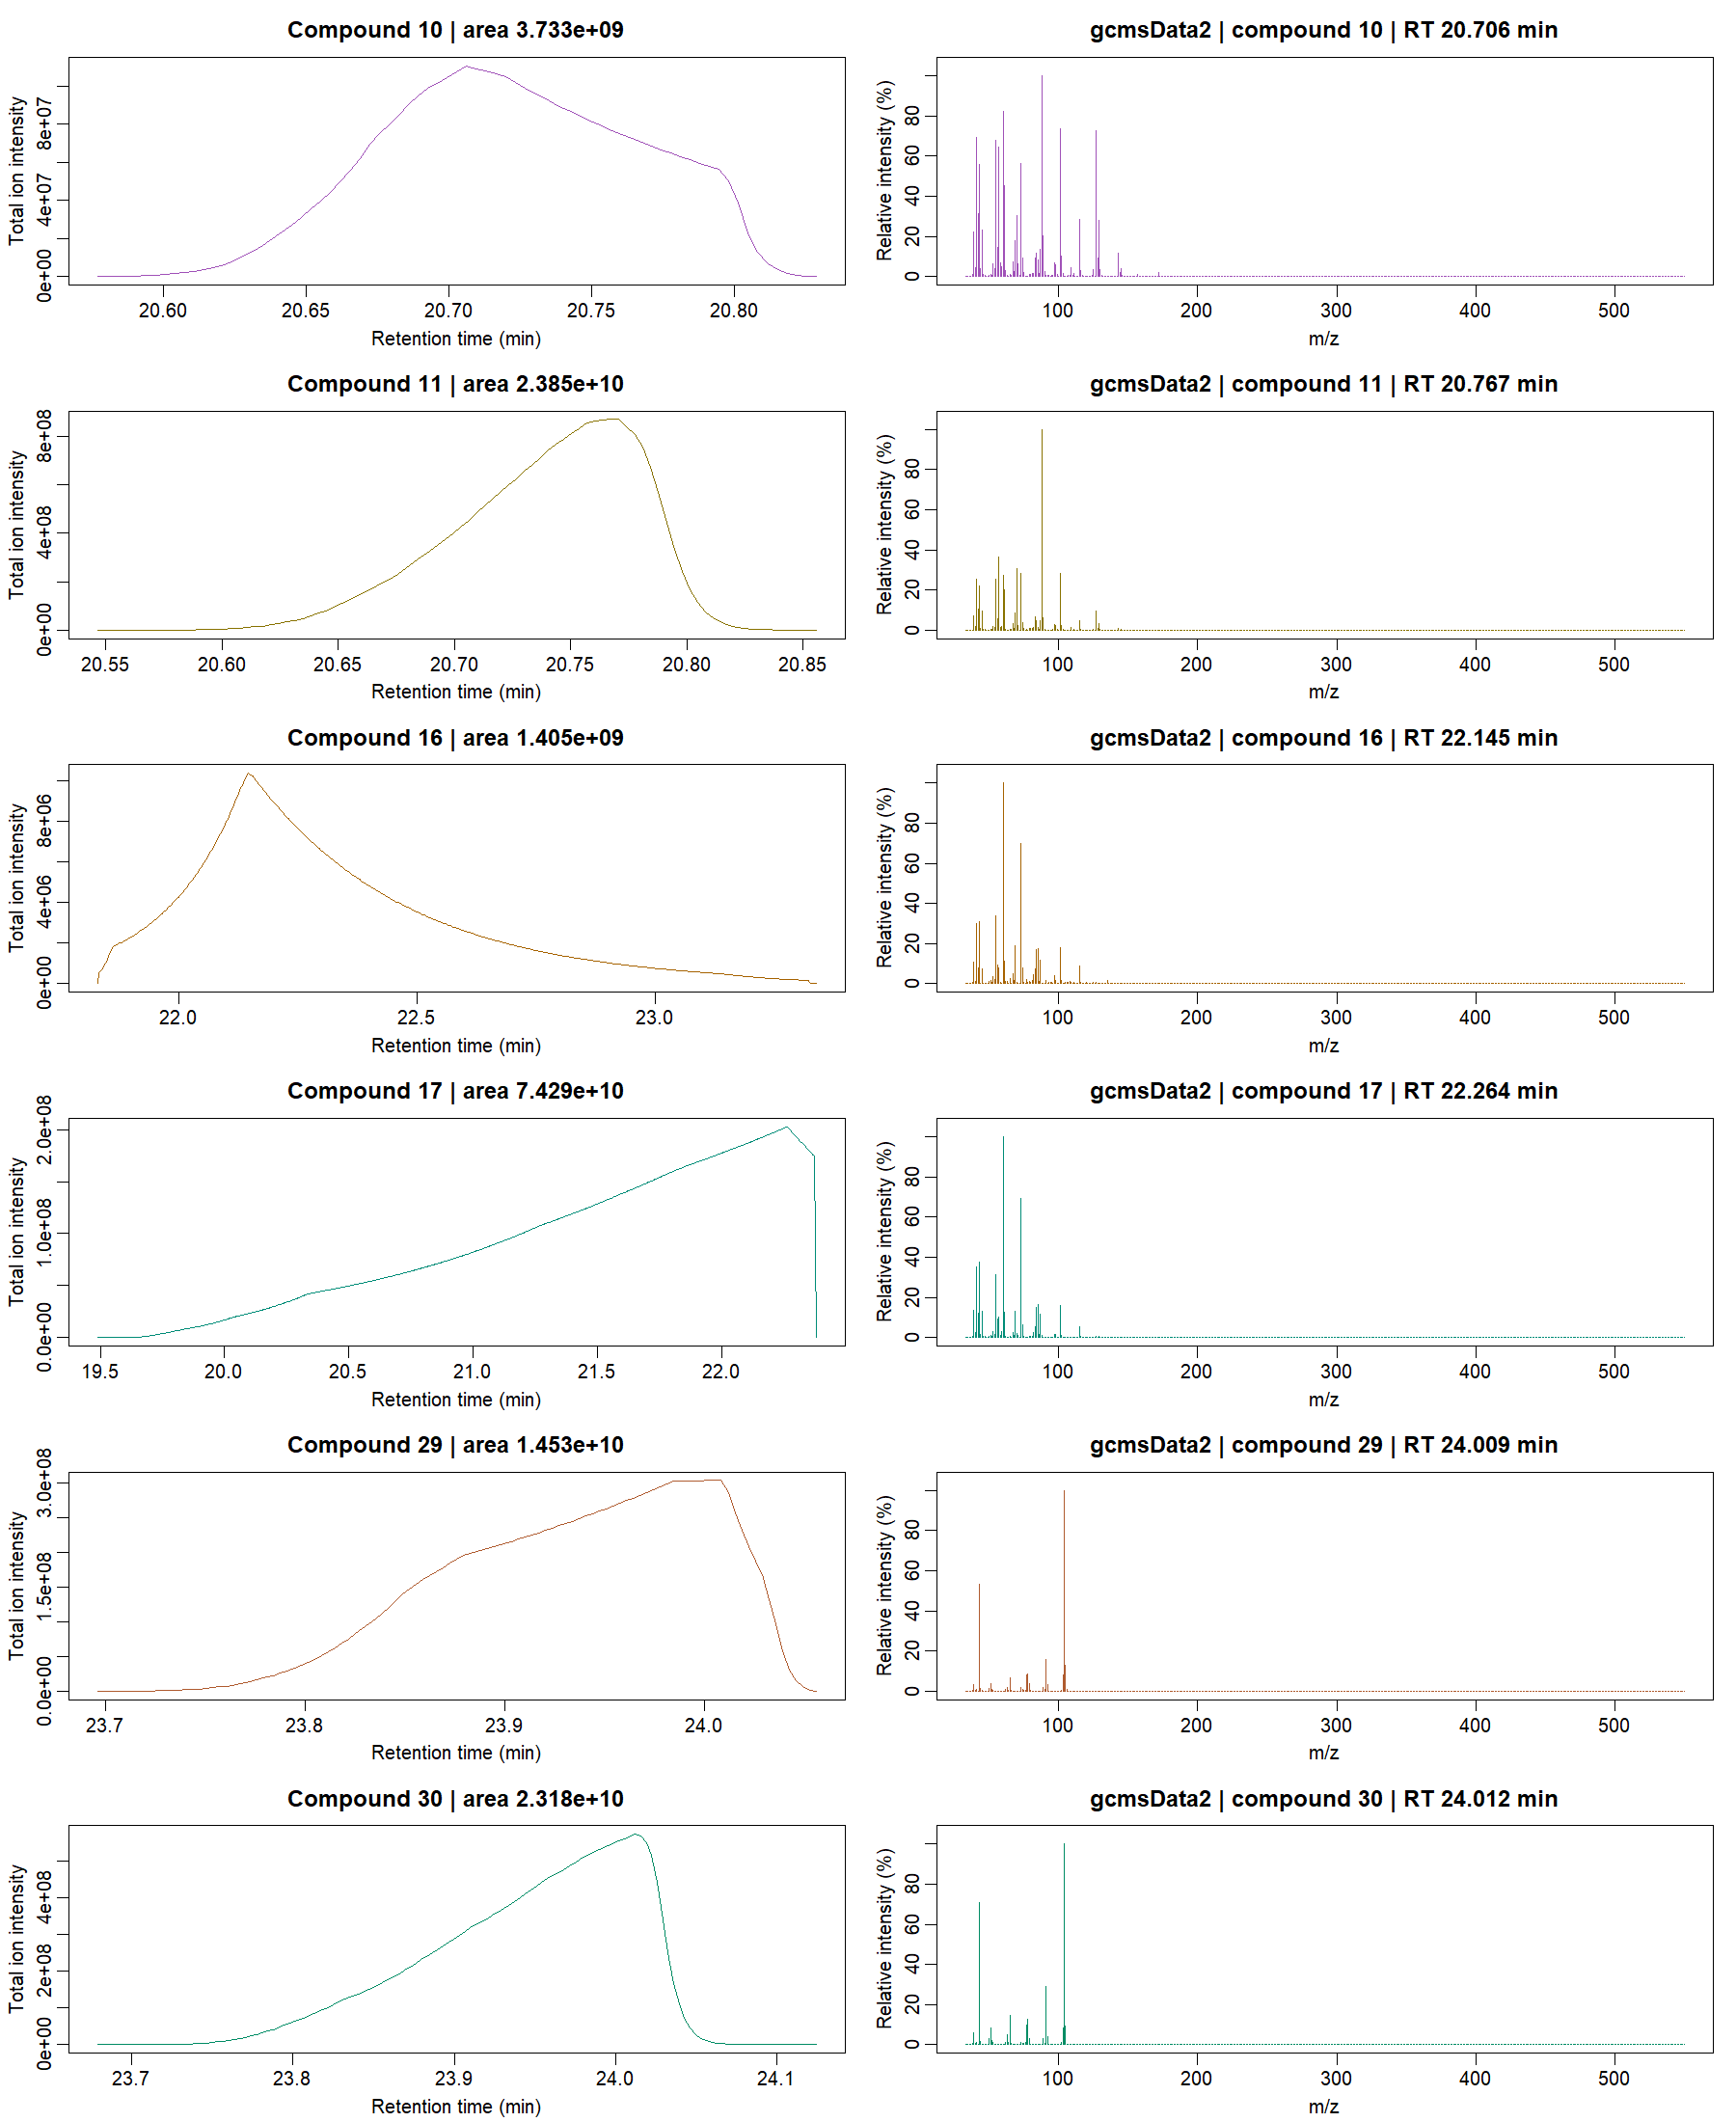 Compound 10 | area 3.733e+09
Total ion intensity
0e+00 4e+07 8e+07
20.60 20.65 20.70 20.75 20.80
Retention time (min)
gcmsData2 | compound 10 | RT 20.706 min
Relative intensity (%)
0 20 40 60 80
100 200 300 400 500
m/z
Compound 11 | area 2.385e+10
Total ion intensity
0e+00 4e+08 8e+08
20.55 20.60 20.65 20.70 20.75 20.80 20.85
Retention time (min)
gcmsData2 | compound 11 | RT 20.767 min
Relative intensity (%)
0 20 40 60 80
100 200 300 400 500
m/z
Compound 16 | area 1.405e+09
Total ion intensity
0e+00 4e+06 8e+06
22.0 22.5 23.0
Retention time (min)
gcmsData2 | compound 16 | RT 22.145 min
Relative intensity (%)
0 20 40 60 80
100 200 300 400 500
m/z
Compound 17 | area 7.429e+10
Total ion intensity
0.0e+00 1.0e+08 2.0e+08
19.5 20.0 20.5 21.0 21.5 22.0
Retention time (min)
gcmsData2 | compound 17 | RT 22.264 min
Relative intensity (%)
0 20 40 60 80
100 200 300 400 500
m/z
Compound 29 | area 1.453e+10
Total ion intensity
0.0e+00 1.5e+08 3.0e+08
23.7 23.8 23.9 24.0
Retention time (min)
gcmsData2 | compound 29 | RT 24.009 min
Relative intensity (%)
0 20 40 60 80
100 200 300 400 500
m/z
Compound 30 | area 2.318e+10
Total ion intensity
0e+00 2e+08 4e+08
23.7 23.8 23.9 24.0 24.1
Retention time (min)
gcmsData2 | compound 30 | RT 24.012 min
Relative intensity (%)
0 20 40 60 80
100 200 300 400 500
m/z